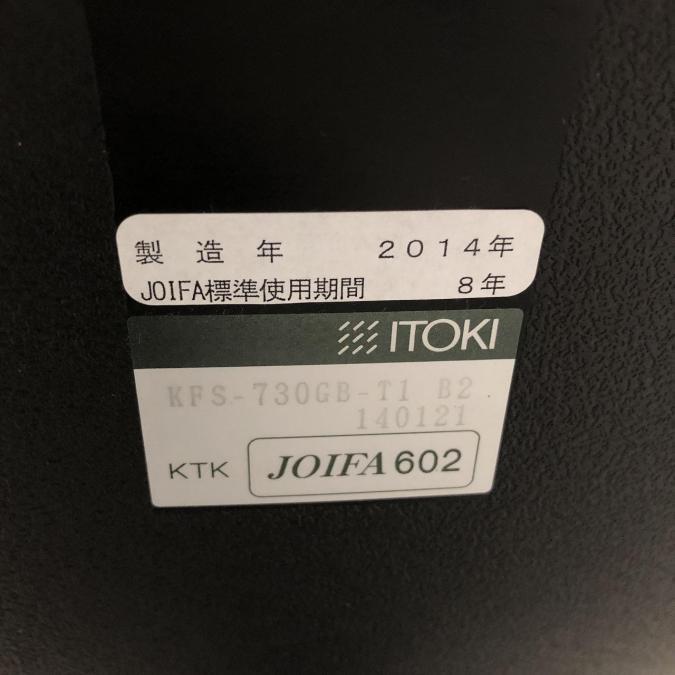 製造年 2014年
JOIFA標準使用期間 8年
ITOKI
KFS-730GB-T1 B2
140121
KTK JOIFA602